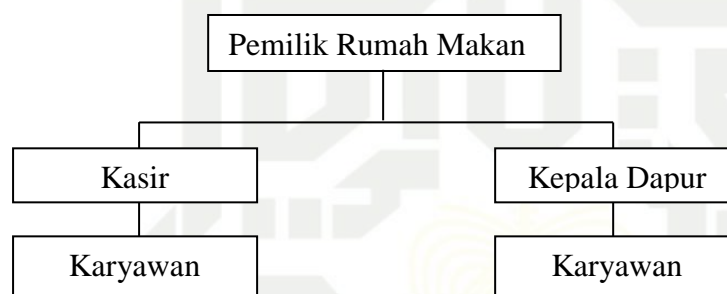 Pemilik Rumah Makan
Kasir
Kepala Dapur
Karyawan
Karyawan